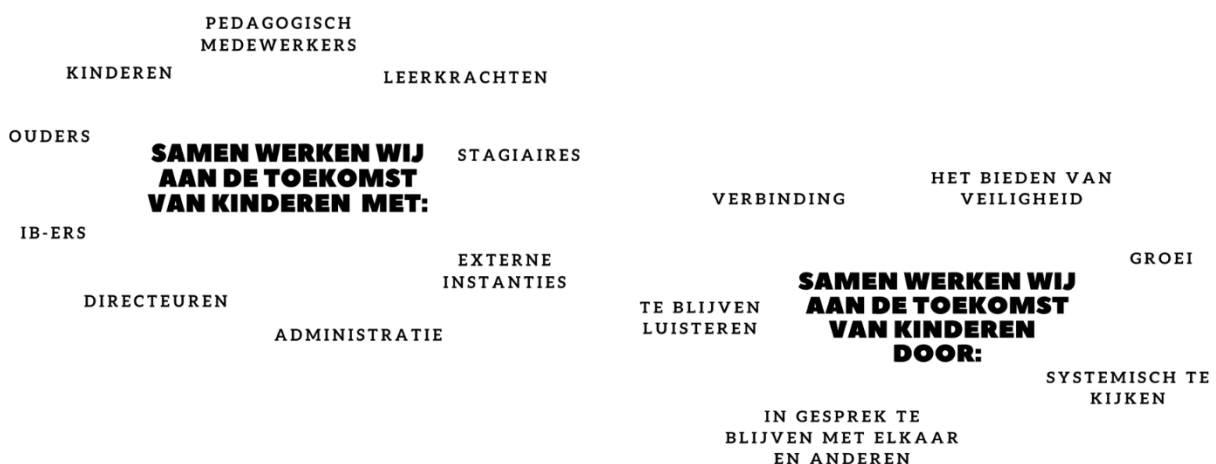 PEDAGOGISCH
MEDEWERKERS
KINDEREN
LEERKRACHTEN
OUDERS
SAMEN WERKEN WIJ
AAN DE TOEKOMST
VAN KINDEREN MET:
STAGIAIRES
IB-ERS
EXTERNE
INSTANTIES
DIRECTEUREN
ADMINISTRATIE
VERBINDING
HET BIEDEN VAN
VEILIGHEID
GROEI
SAMEN WERKEN WIJ
AAN DE TOEKOMST
VAN KINDEREN
DOOR:
TE BLIJVEN
LUISTEREN
SYSTEMISCH TE
KIJKEN
IN GESPREK TE
BLIJVEN MET ELKAAR
EN ANDEREN